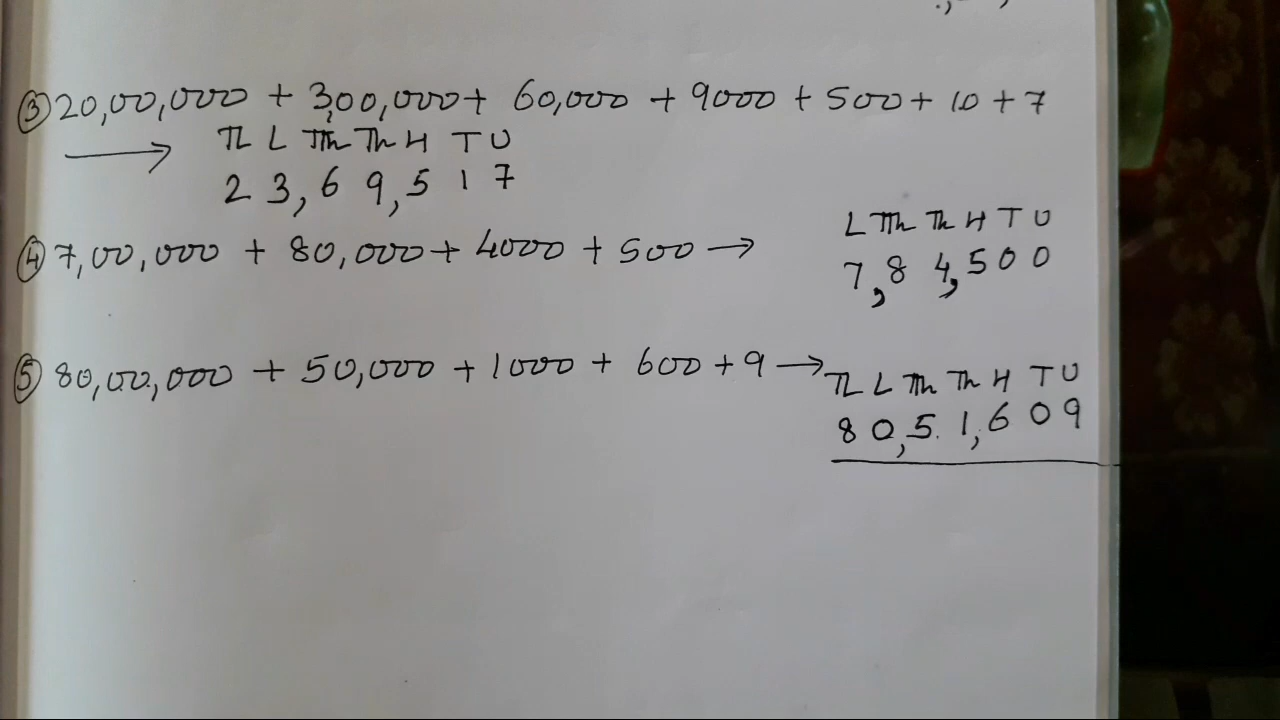 ③ 20,00,000 + 3,00,000 + 60,000 + 9000 + 500 + 10 + 7
→ TL L TTh Th H T U
2 3,6 9,5 1 7
④ 7,00,000 + 80,000 + 4000 + 500 →
L TTh Th H T U
7,8 4,5 0 0
⑤ 80,00,000 + 50,000 + 1000 + 600 + 9 →
TL L TTh Th H T U
8 0,5 1,6 0 9